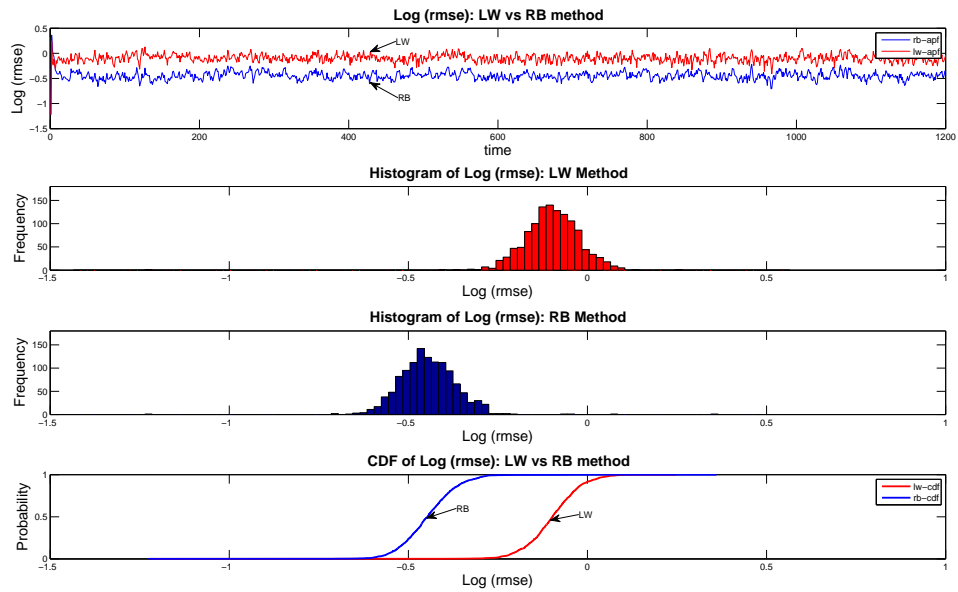 Log (rmse): LW vs RB method
Log (rmse)
0.5
0
−0.5
−1
−1.5
LW
RB
rb−apf
lw−apf
0 200 400 600 800 1000 1200
time
Histogram of Log (rmse): LW Method
Frequency
150
100
50
0
−1.5 −1 −0.5 0 0.5 1
Log (rmse)
Histogram of Log (rmse): RB Method
Frequency
150
100
50
0
−1.5 −1 −0.5 0 0.5 1
Log (rmse)
CDF of Log (rmse): LW vs RB method
Probability
1
0.5
0
RB
LW
lw−cdf
rb−cdf
−1.5 −1 −0.5 0 0.5 1
Log (rmse)